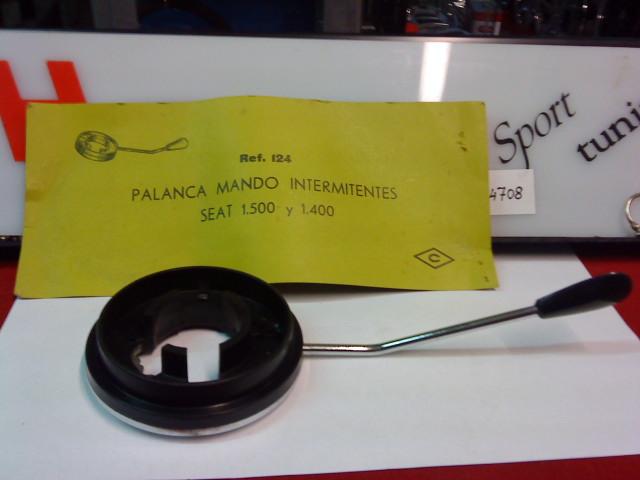 H
Sport
tuni
4708
Ref. 124
PALANCA MANDO INTERMITENTES
SEAT 1.500 y 1.400
C